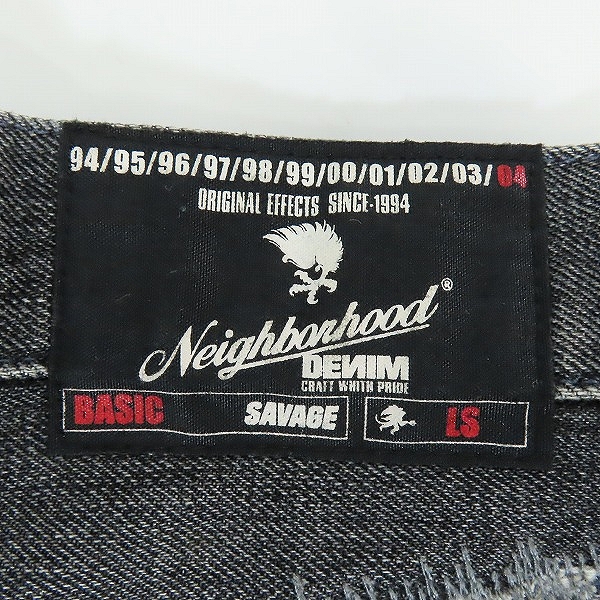 94/95/96/97/98/99/00/01/02/03/04
ORIGINAL EFFECTS SINCE-1994
Neighborhood®
DENIM
CRAFT WHITH PRIDE
BASIC SAVAGE LS